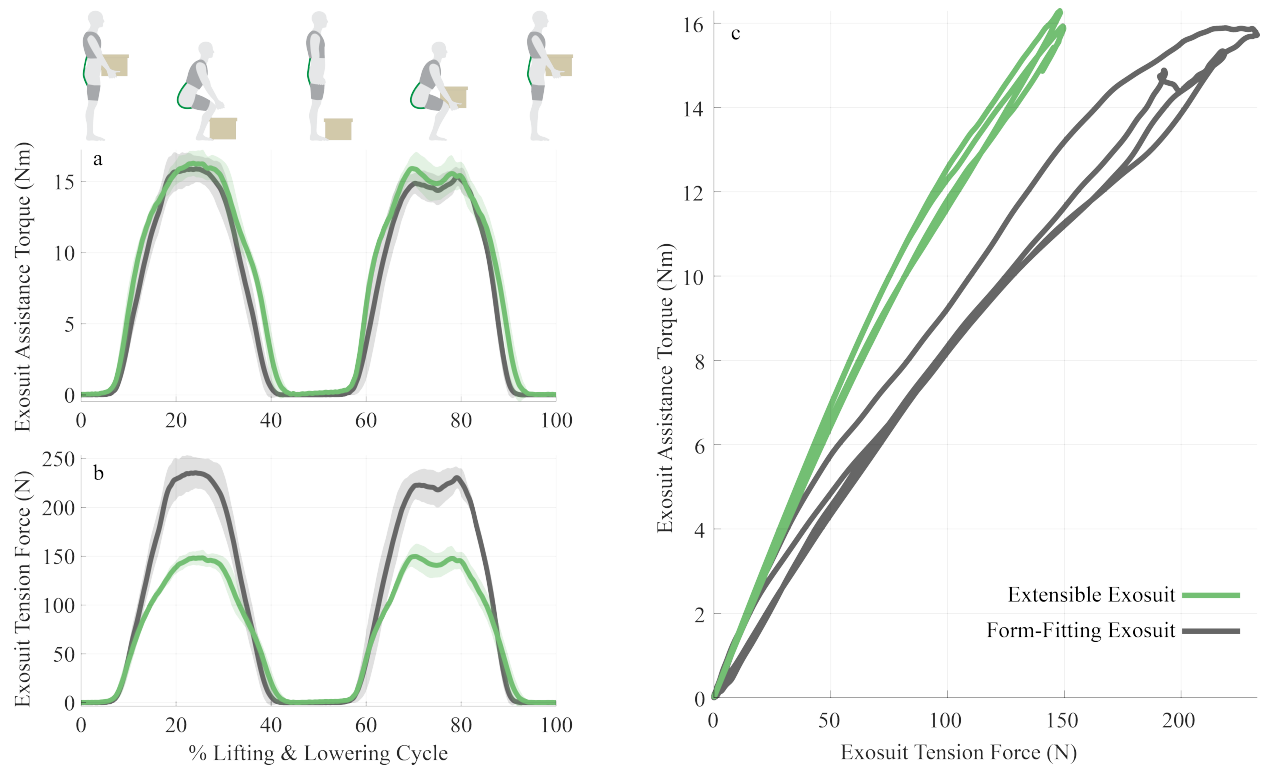 a
Exosuit Assistance Torque (Nm)
15
10
5
0
0 20 40 60 80 100
b
Exosuit Tension Force (N)
250
200
150
100
50
0
0 20 40 60 80 100
% Lifting & Lowering Cycle
c
Exosuit Assistance Torque (Nm)
16
14
12
10
8
6
4
2
0
0 50 100 150 200
Exosuit Tension Force (N)
Extensible Exosuit
Form-Fitting Exosuit